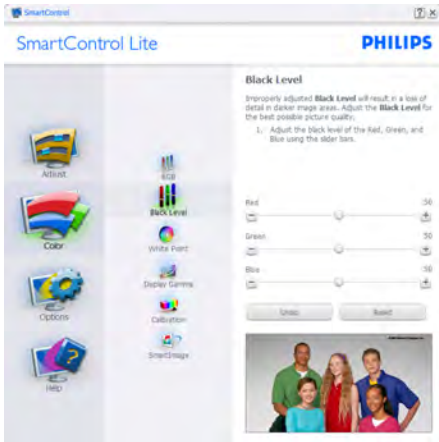 SmartControl
SmartControl Lite
PHILIPS
Black Level
Improperly adjusted Black Level will result in a loss of
detail in darker image areas. Adjust the Black Level for
the best possible picture quality.
1. Adjust the black level of the Red, Green, and
Blue using the slider bars.
Adjust
RGB
Black Level
Color
White Point
Display Gamma
Options
Calibration
SmartImage
Help
Red 50
Green 50
Blue 50
Undo Reset